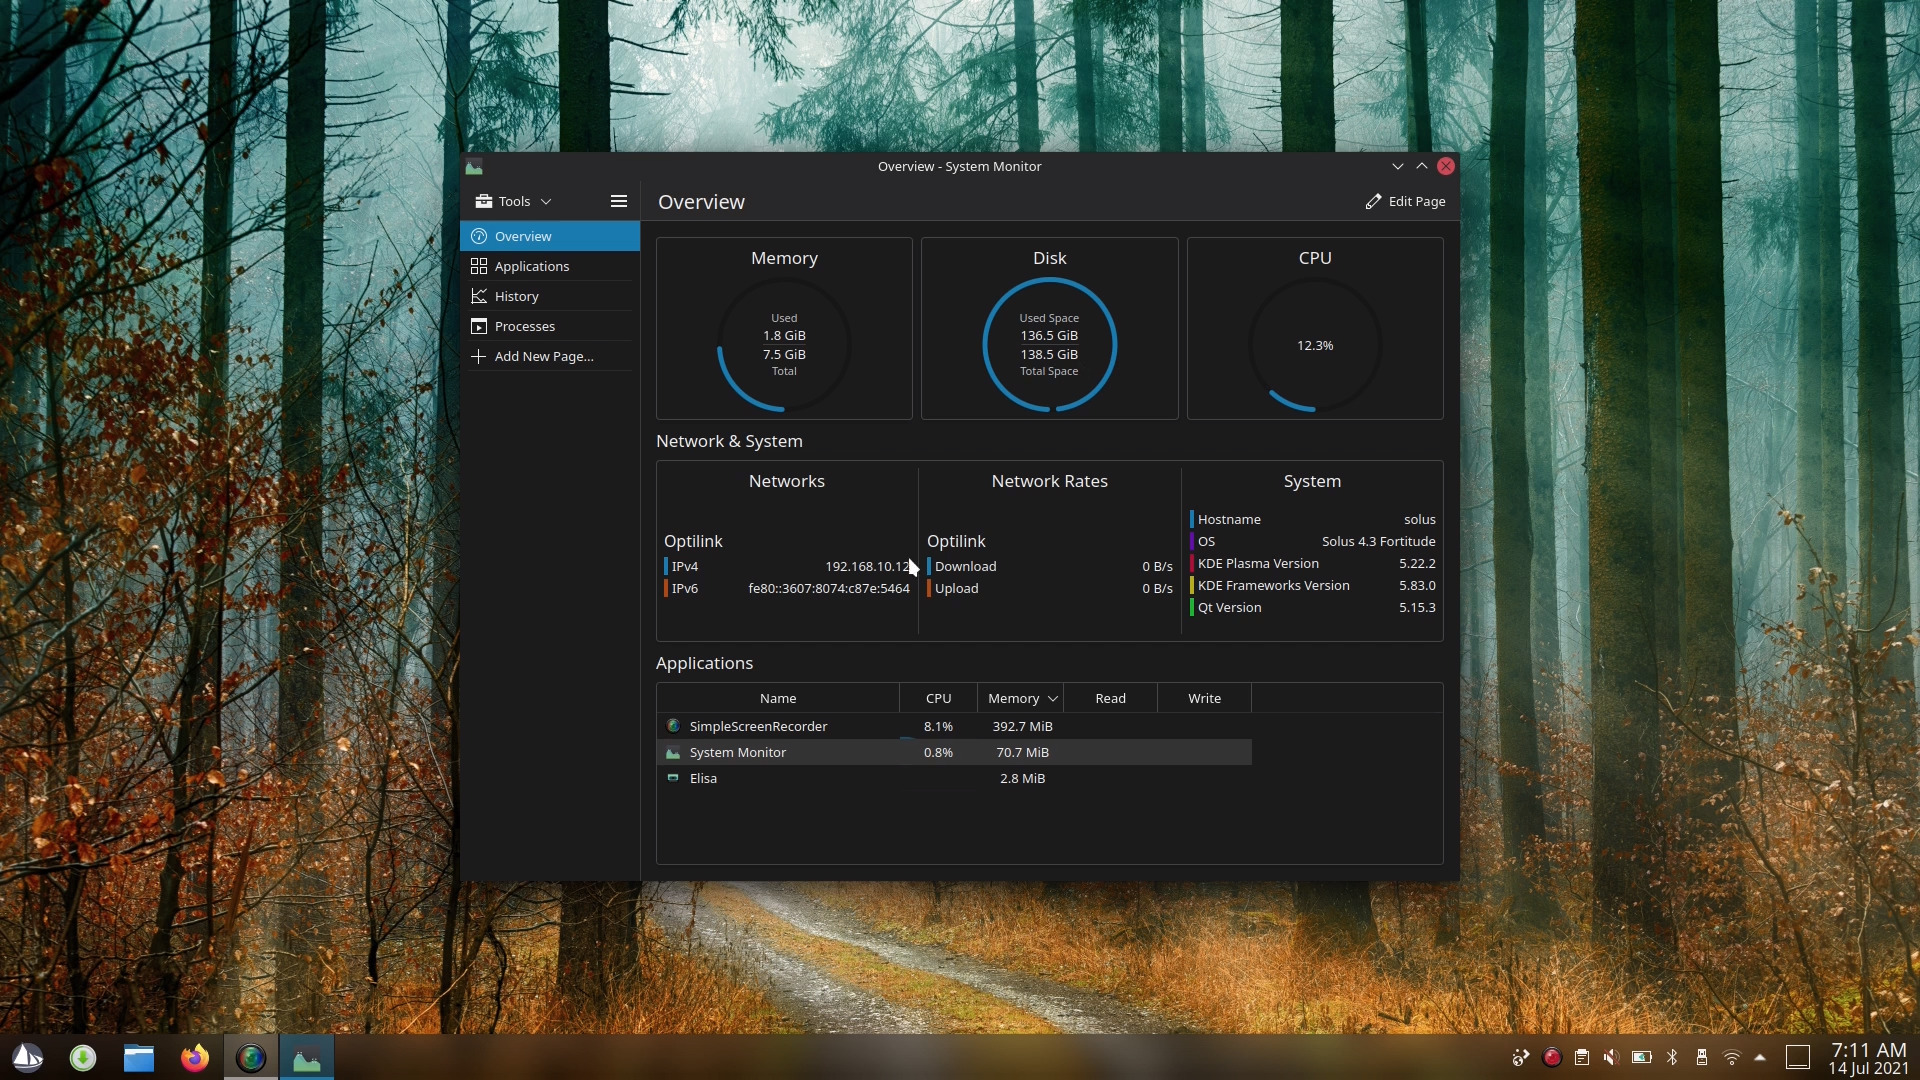 Overview - System Monitor
Tools
Overview
Edit Page
Overview
Applications
History
Processes
Add New Page...
Memory
Used
1.8 GiB
7.5 GiB
Total
Disk
Used Space
136.5 GiB
138.5 GiB
Total Space
CPU
12.3%
Network & System
Networks
Optilink
IPv4 192.168.10.12
IPv6 fe80::3607:8074:c87e:5464
Network Rates
Optilink
Download 0 B/s
Upload 0 B/s
System
Hostname solus
OS Solus 4.3 Fortitude
KDE Plasma Version 5.22.2
KDE Frameworks Version 5.83.0
Qt Version 5.15.3
Applications
Name CPU Memory Read Write
SimpleScreenRecorder 8.1% 392.7 MiB
System Monitor 0.8% 70.7 MiB
Elisa 2.8 MiB
7:11 AM
14 Jul 2021